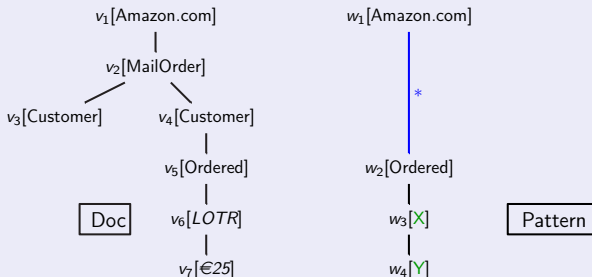 v1[Amazon.com] w1[Amazon.com]
v2[MailOrder]
*
v3[Customer] v4[Customer]
v5[Ordered] w2[Ordered]
Doc v6[LOTR] w3[X] Pattern
v7[€25] w4[Y]